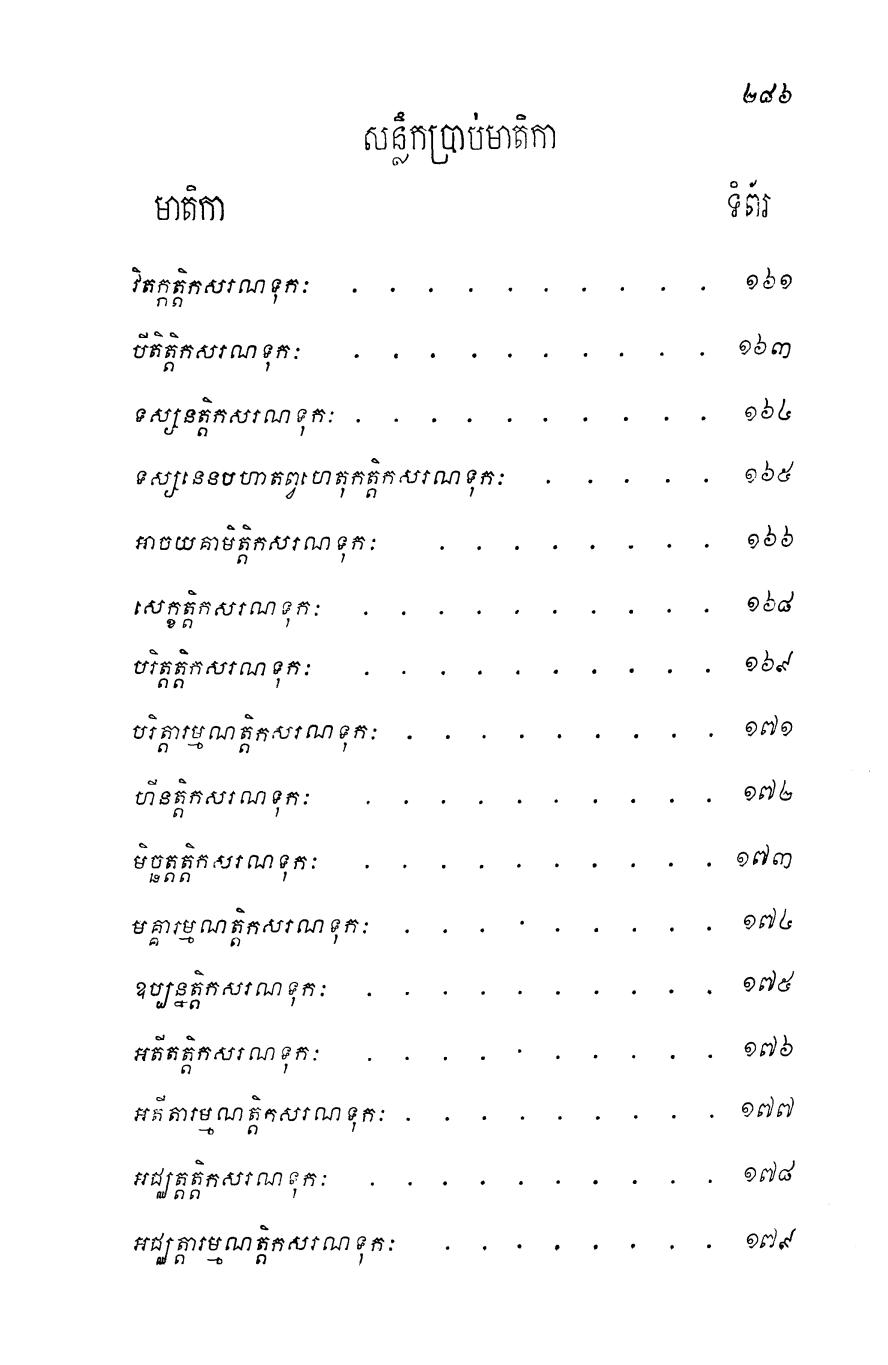 ២៨៦
សន្លឹកប្រាប់មាតិកា
មាតិកា ទំព័រ
វិតក្កត្តិកសរណទុកៈ . . . . . . . . . . ១៦១
បីតិត្តិកសរណទុកៈ . . . . . . . . . . ១៦៣
ទស្សនត្តិកសរណទុកៈ . . . . . . . . . . ១៦៤
ទស្សនេនបហាតព្វហេតុកត្តិកសរណទុកៈ . . . . . ១៦៥
អាចយគាមិត្តិកសរណទុកៈ . . . . . . . . ១៦៦
សេក្ខត្តិកសរណទុកៈ . . . . . . . . . . ១៦៨
បរិត្តត្តិកសរណទុកៈ . . . . . . . . . . ១៦៩
បរិត្តារម្មណត្តិកសរណទុកៈ . . . . . . . . . ១៧១
ហីនត្តិកសរណទុកៈ . . . . . . . . . . ១៧២
មិច្ឆត្តត្តិកសរណទុកៈ . . . . . . . . . . ១៧៣
មគ្គារម្មណត្តិកសរណទុកៈ . . . . . . . . . ១៧៤
ឧប្បន្នត្តិកសរណទុកៈ . . . . . . . . . . ១៧៥
អតីតត្តិកសរណទុកៈ . . . . . . . . . . ១៧៦
អតីតារម្មណត្តិកសរណទុកៈ . . . . . . . . . ១៧៧
អជ្ឈត្តត្តិកសរណទុកៈ . . . . . . . . . . ១៧៨
អជ្ឈត្តារម្មណត្តិកសរណទុកៈ . . . . . . . . ១៧៩